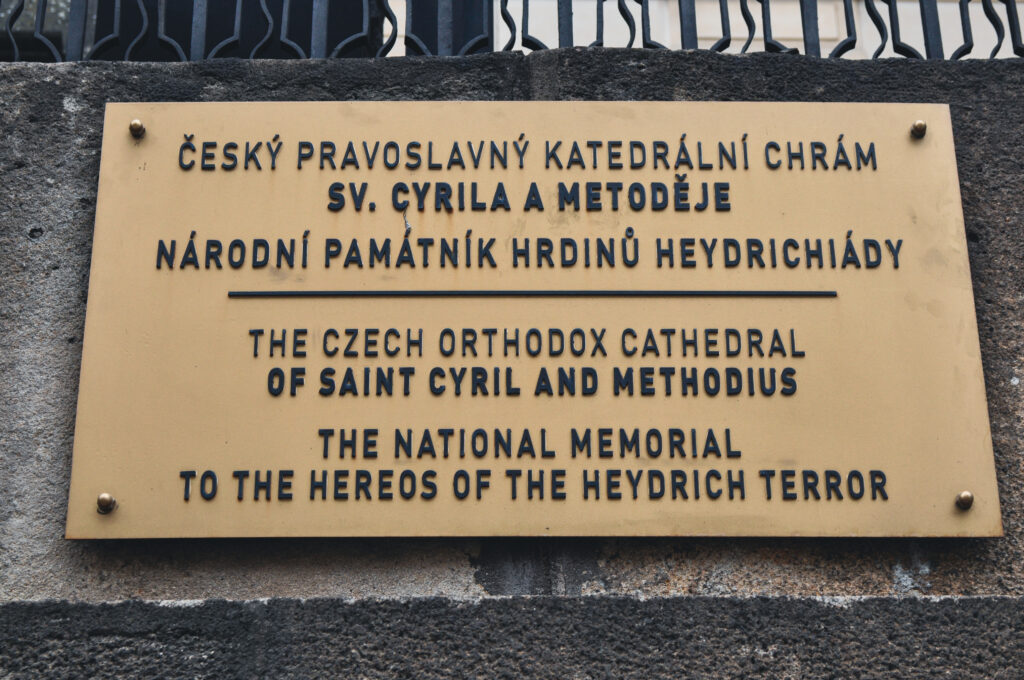 ČESKÝ PRAVOSLAVNÝ KATEDRÁLNÍ CHRÁM
SV. CYRILA A METODĚJE
NÁRODNÍ PAMÁTNÍK HRDINŮ HEYDRICHIÁDY
THE CZECH ORTHODOX CATHEDRAL
OF SAINT CYRIL AND METHODIUS
THE NATIONAL MEMORIAL
TO THE HEREOS OF THE HEYDRICH TERROR